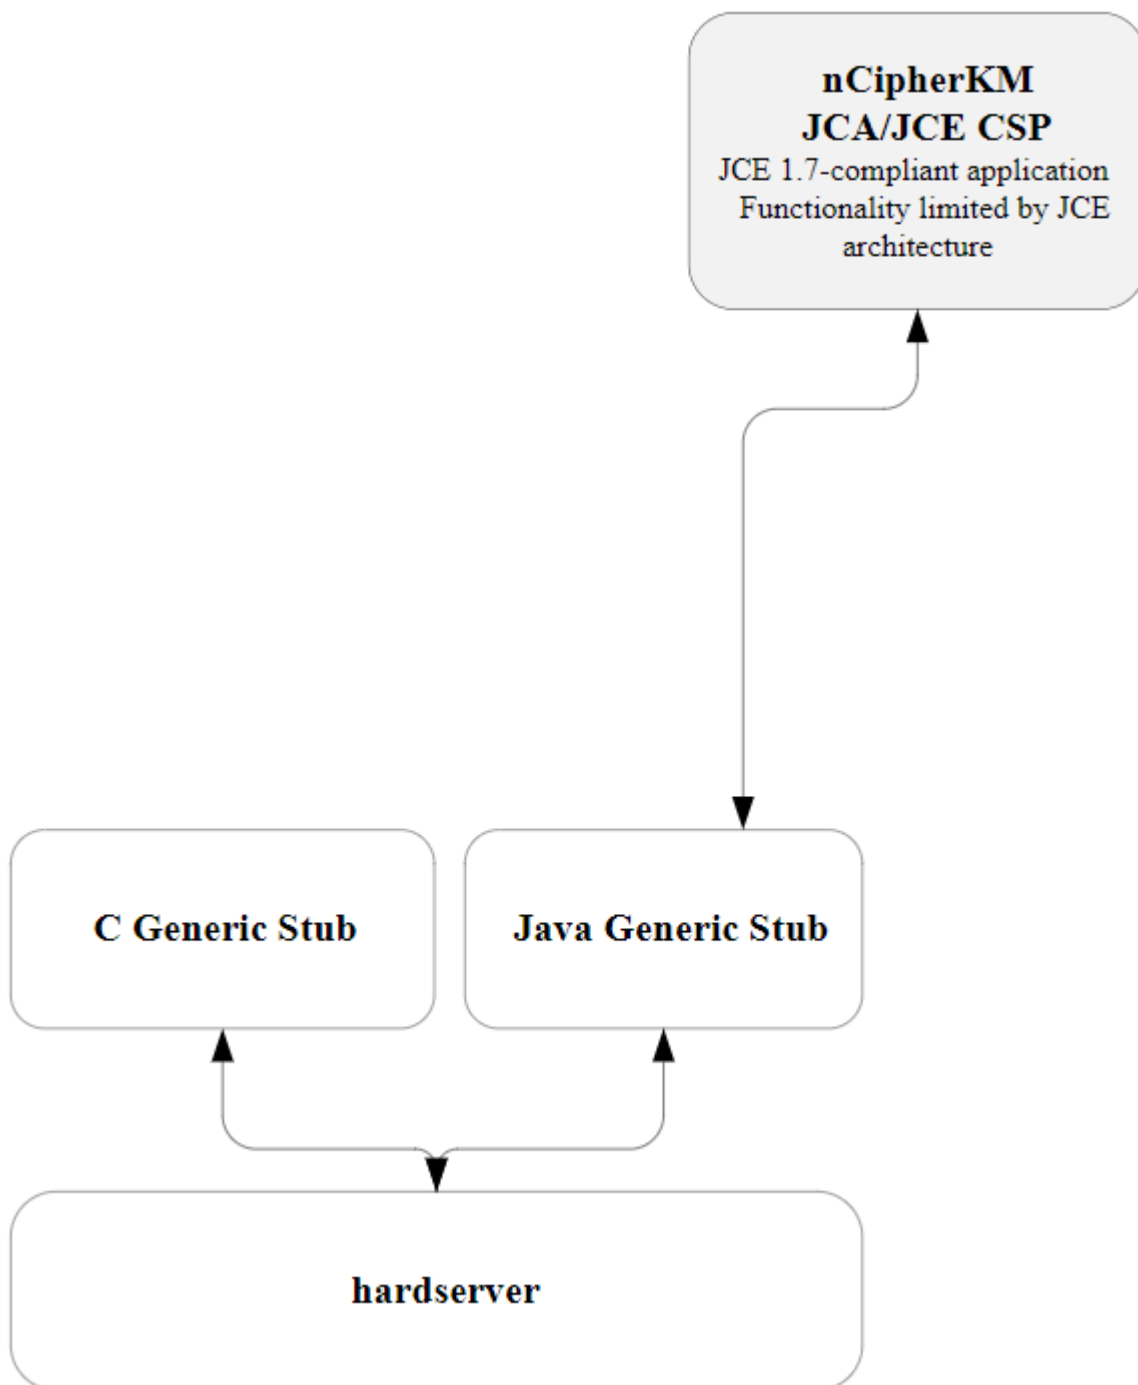 nCipherKM
JCA/JCE CSP
JCE 1.7-compliant application
Functionality limited by JCE
architecture
C Generic Stub
Java Generic Stub
hardserver